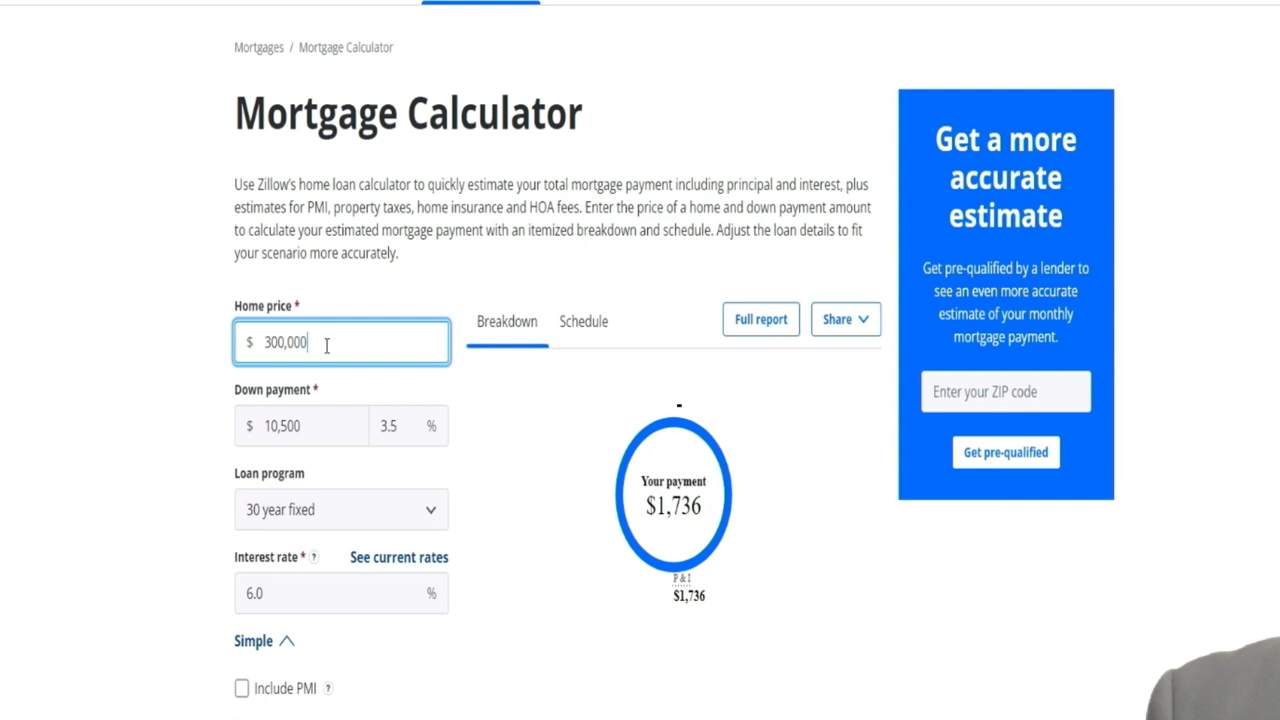 Mortgages / Mortgage Calculator
Mortgage Calculator
Use Zillow's home loan calculator to quickly estimate your total mortgage payment including principal and interest, plus
estimates for PMI, property taxes, home insurance and HOA fees. Enter the price of a home and down payment amount
to calculate your estimated mortgage payment with an itemized breakdown and schedule. Adjust the loan details to fit
your scenario more accurately.
Home price *
$ 300,000
Down payment *
$ 10,500 3.5 %
Loan program
30 year fixed
Interest rate * ? See current rates
6.0 %
Simple
Include PMI ?
Breakdown Schedule Full report Share
Your payment
$1,736
P & I
$1,736
Get a more
accurate
estimate
Get pre-qualified by a lender to
see an even more accurate
estimate of your monthly
mortgage payment.
Enter your ZIP code
Get pre-qualified